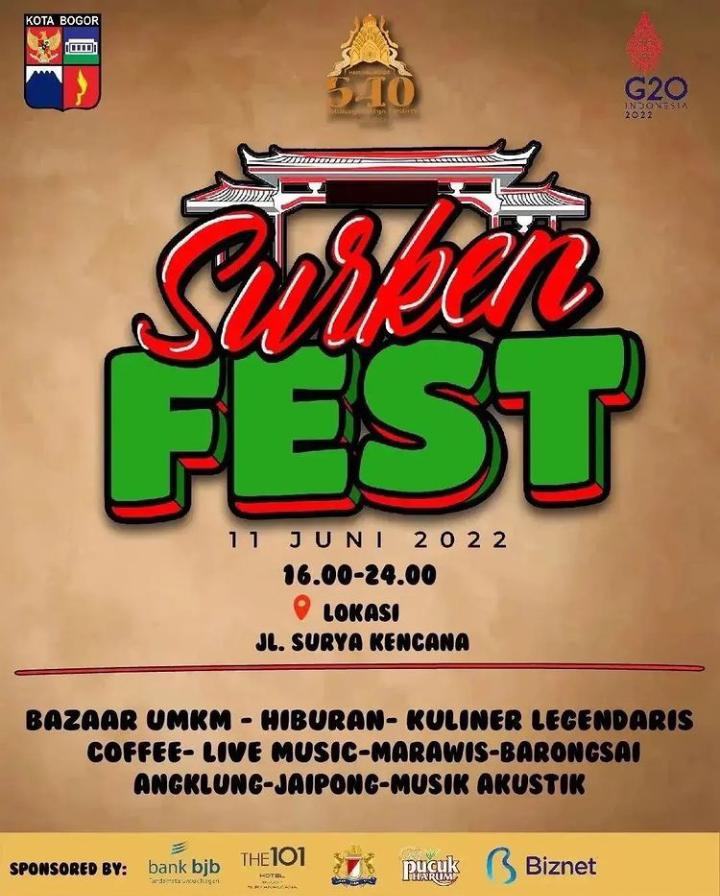 KOTA BOGOR
540
G20
INDONESIA
2022
Surken
FEST
11 JUNI 2022
16.00-24.00
LOKASI
JL. SURYA KENCANA
BAZAAR UMKM - HIBURAN- KULINER LEGENDARIS
COFFEE- LIVE MUSIC-MARAWIS-BARONGSAI
ANGKLUNG-JAIPONG-MUSIK AKUSTIK
SPONSORED BY:
bank bjb
THE 101
HOTEL
pucuk
HARUM
Biznet